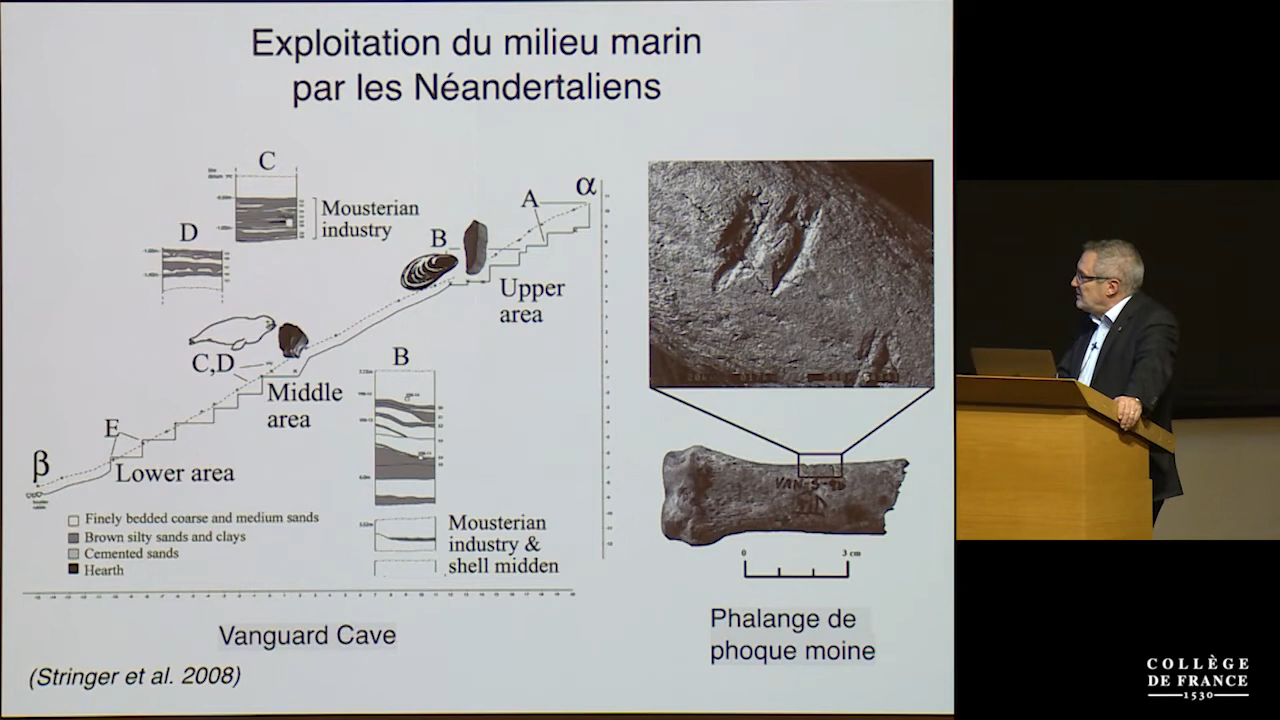 Exploitation du milieu marin
par les Néandertaliens
C
Mousterian
industry
D
A
α
B
Upper
area
C,D
Middle
area
B
E
β
Lower area
Finely bedded coarse and medium sands
Brown silty sands and clays
Cemented sands
Hearth
Mousterian
industry &
shell midden
Vanguard Cave
(Stringer et al. 2008)
VAN-S-
0 3 cm
Phalange de
phoque moine
COLLÈGE
DE FRANCE
1530